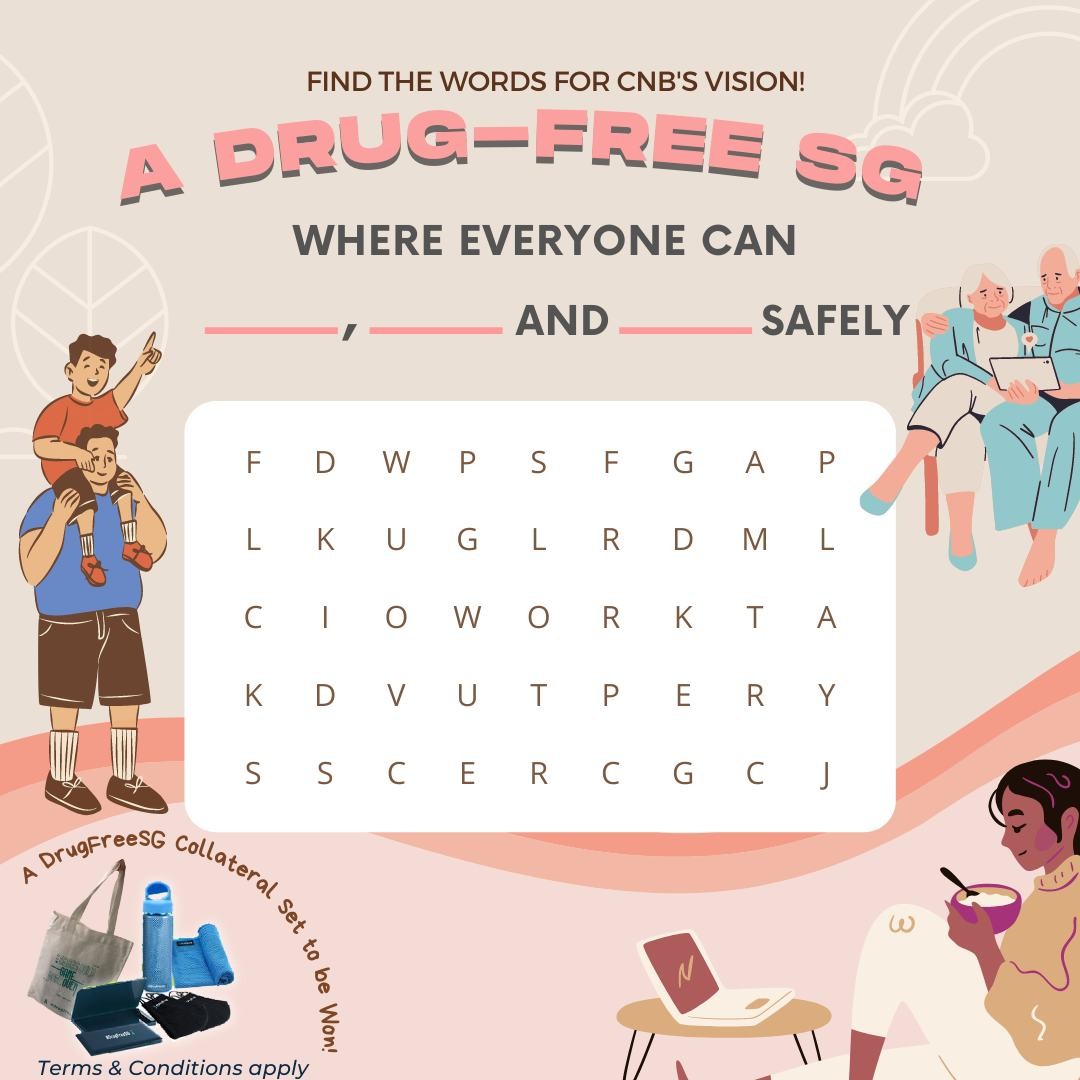 FIND THE WORDS FOR CNB'S VISION!
A DRUG-FREE SG
WHERE EVERYONE CAN
, AND SAFELY
F D W P S F G A P
L K U G L R D M L
C I O W O R K T A
K D V U T P E R Y
S S C E R C G C J
A DrugFreeSG Collateral Set to be Won!
Terms & Conditions apply